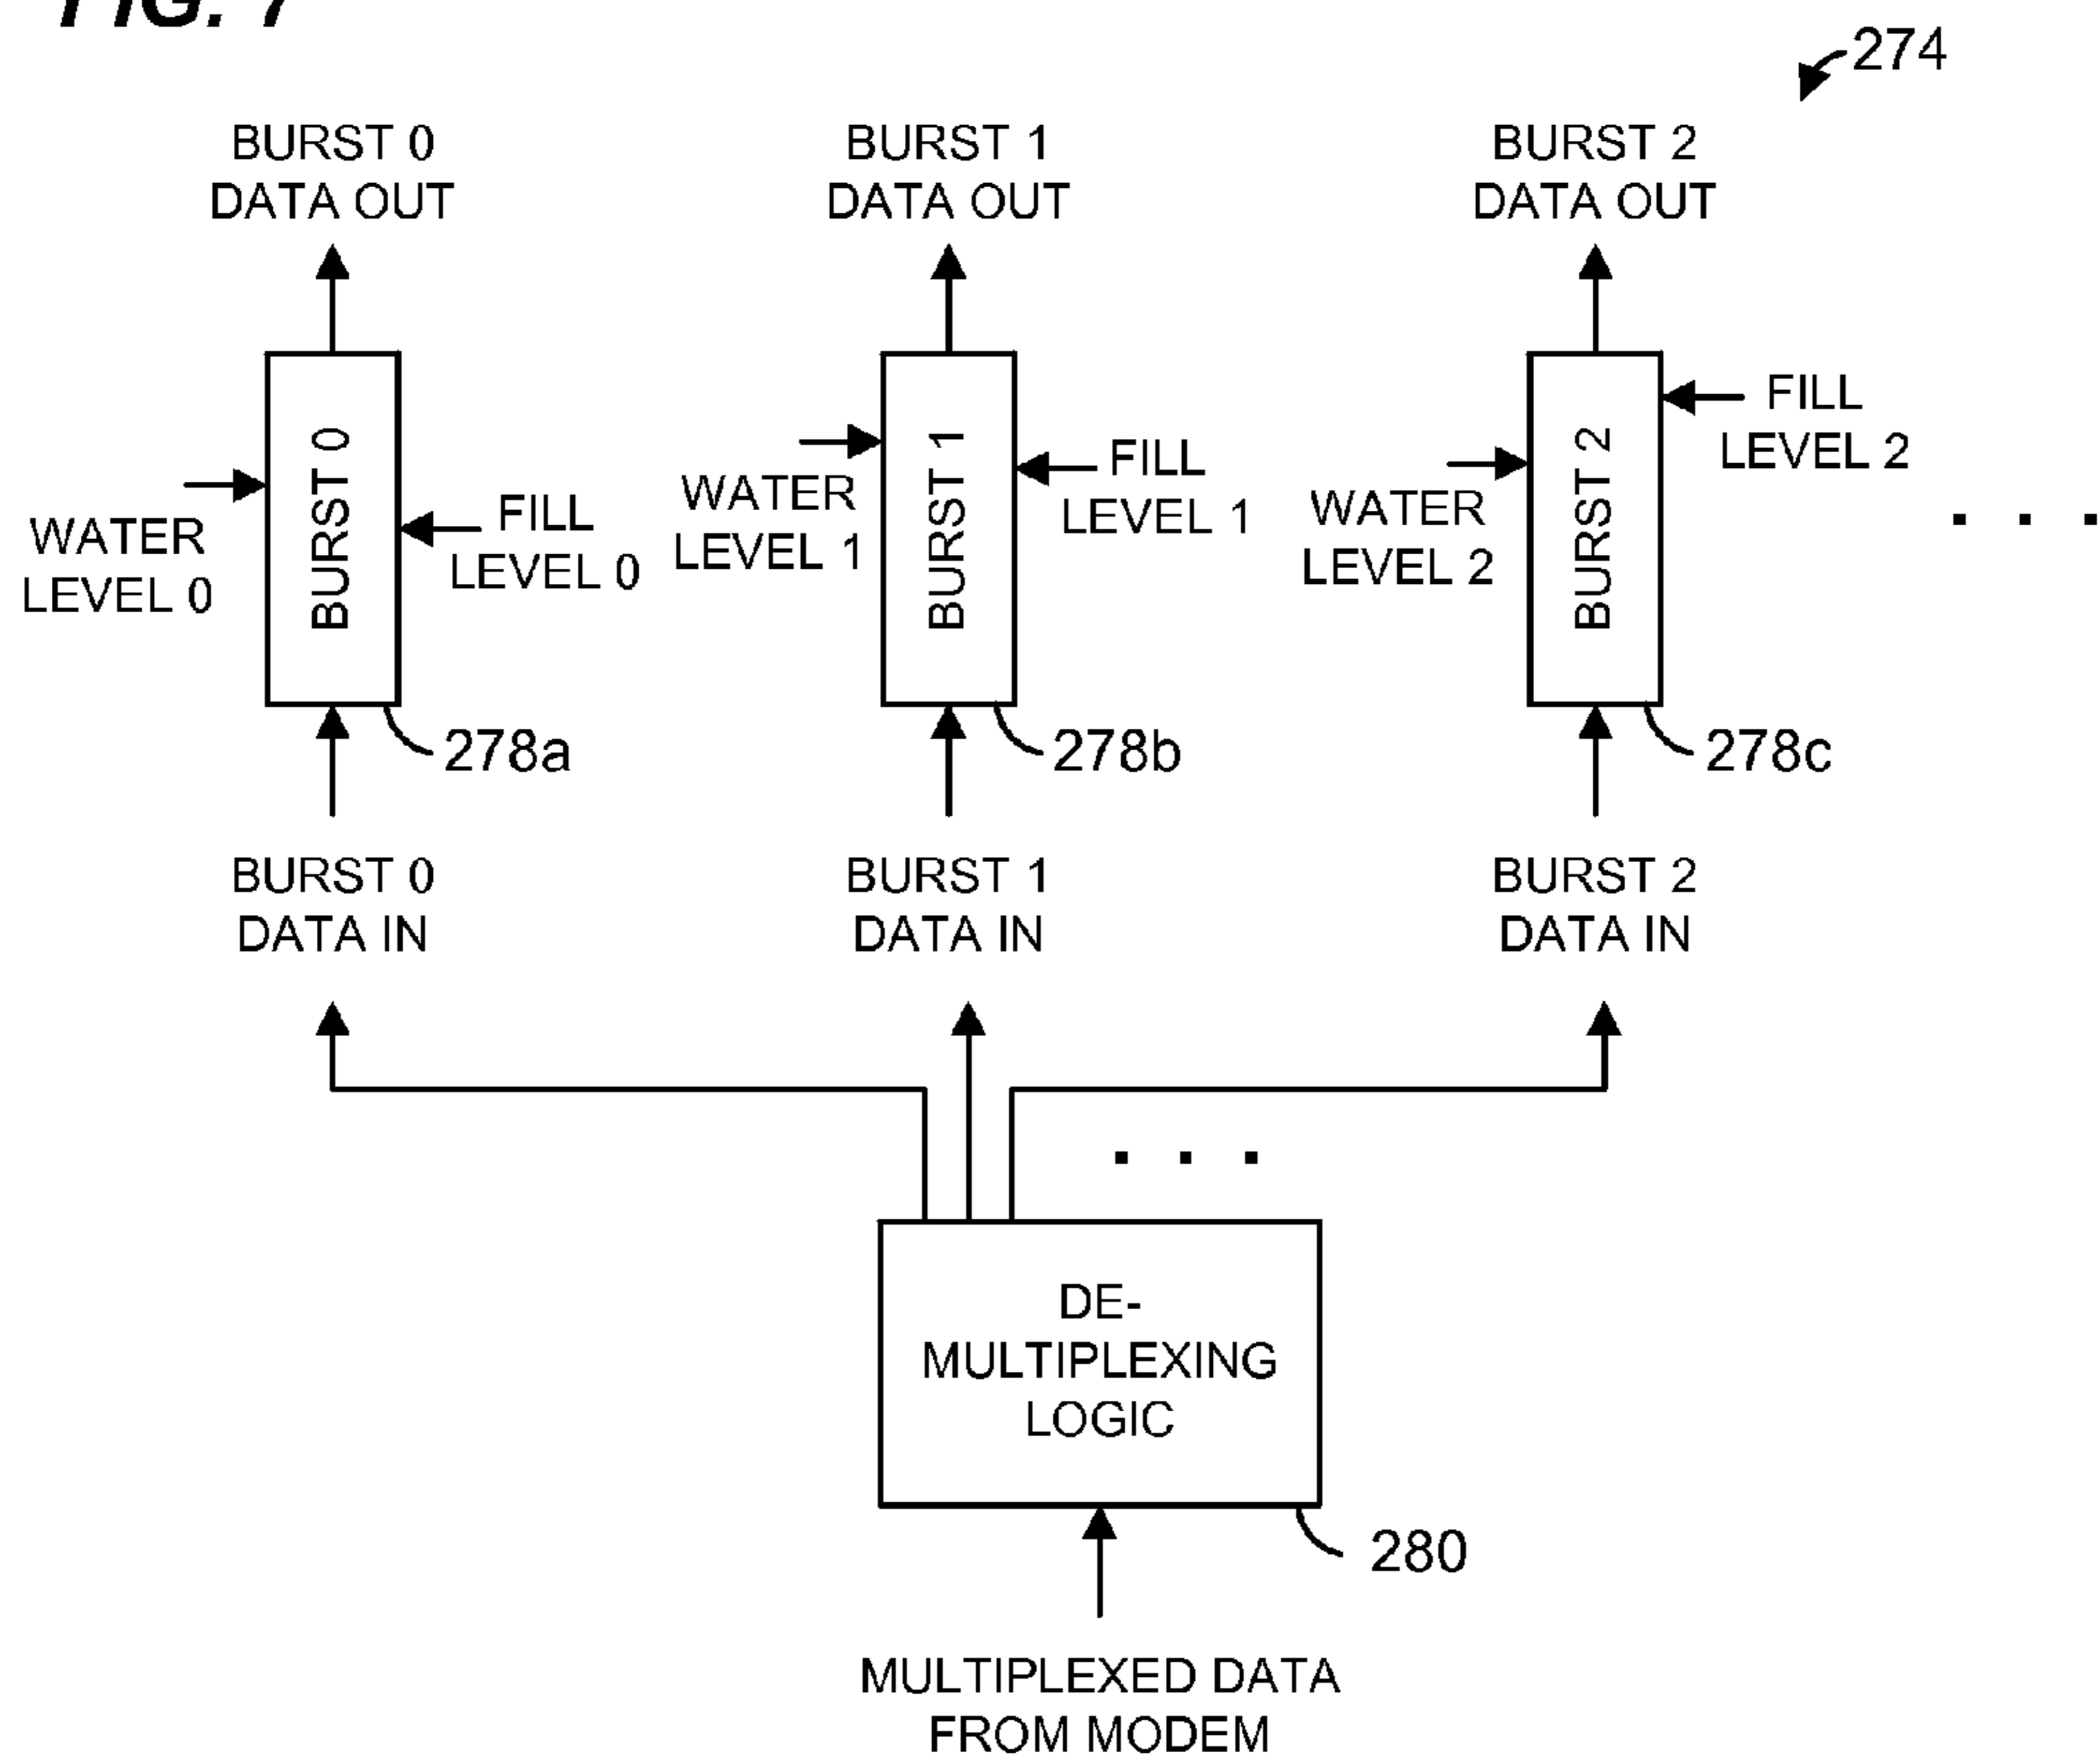 FIG. 7
274
BURST 0
DATA OUT
BURST 1
DATA OUT
BURST 2
DATA OUT
BURST 0
WATER
LEVEL 0
FILL
LEVEL 0
BURST 1
WATER
LEVEL 1
FILL
LEVEL 1
BURST 2
WATER
LEVEL 2
FILL
LEVEL 2
. . .
278a
278b
278c
BURST 0
DATA IN
BURST 1
DATA IN
BURST 2
DATA IN
. . .
DE-
MULTIPLEXING
LOGIC
280
MULTIPLEXED DATA
FROM MODEM